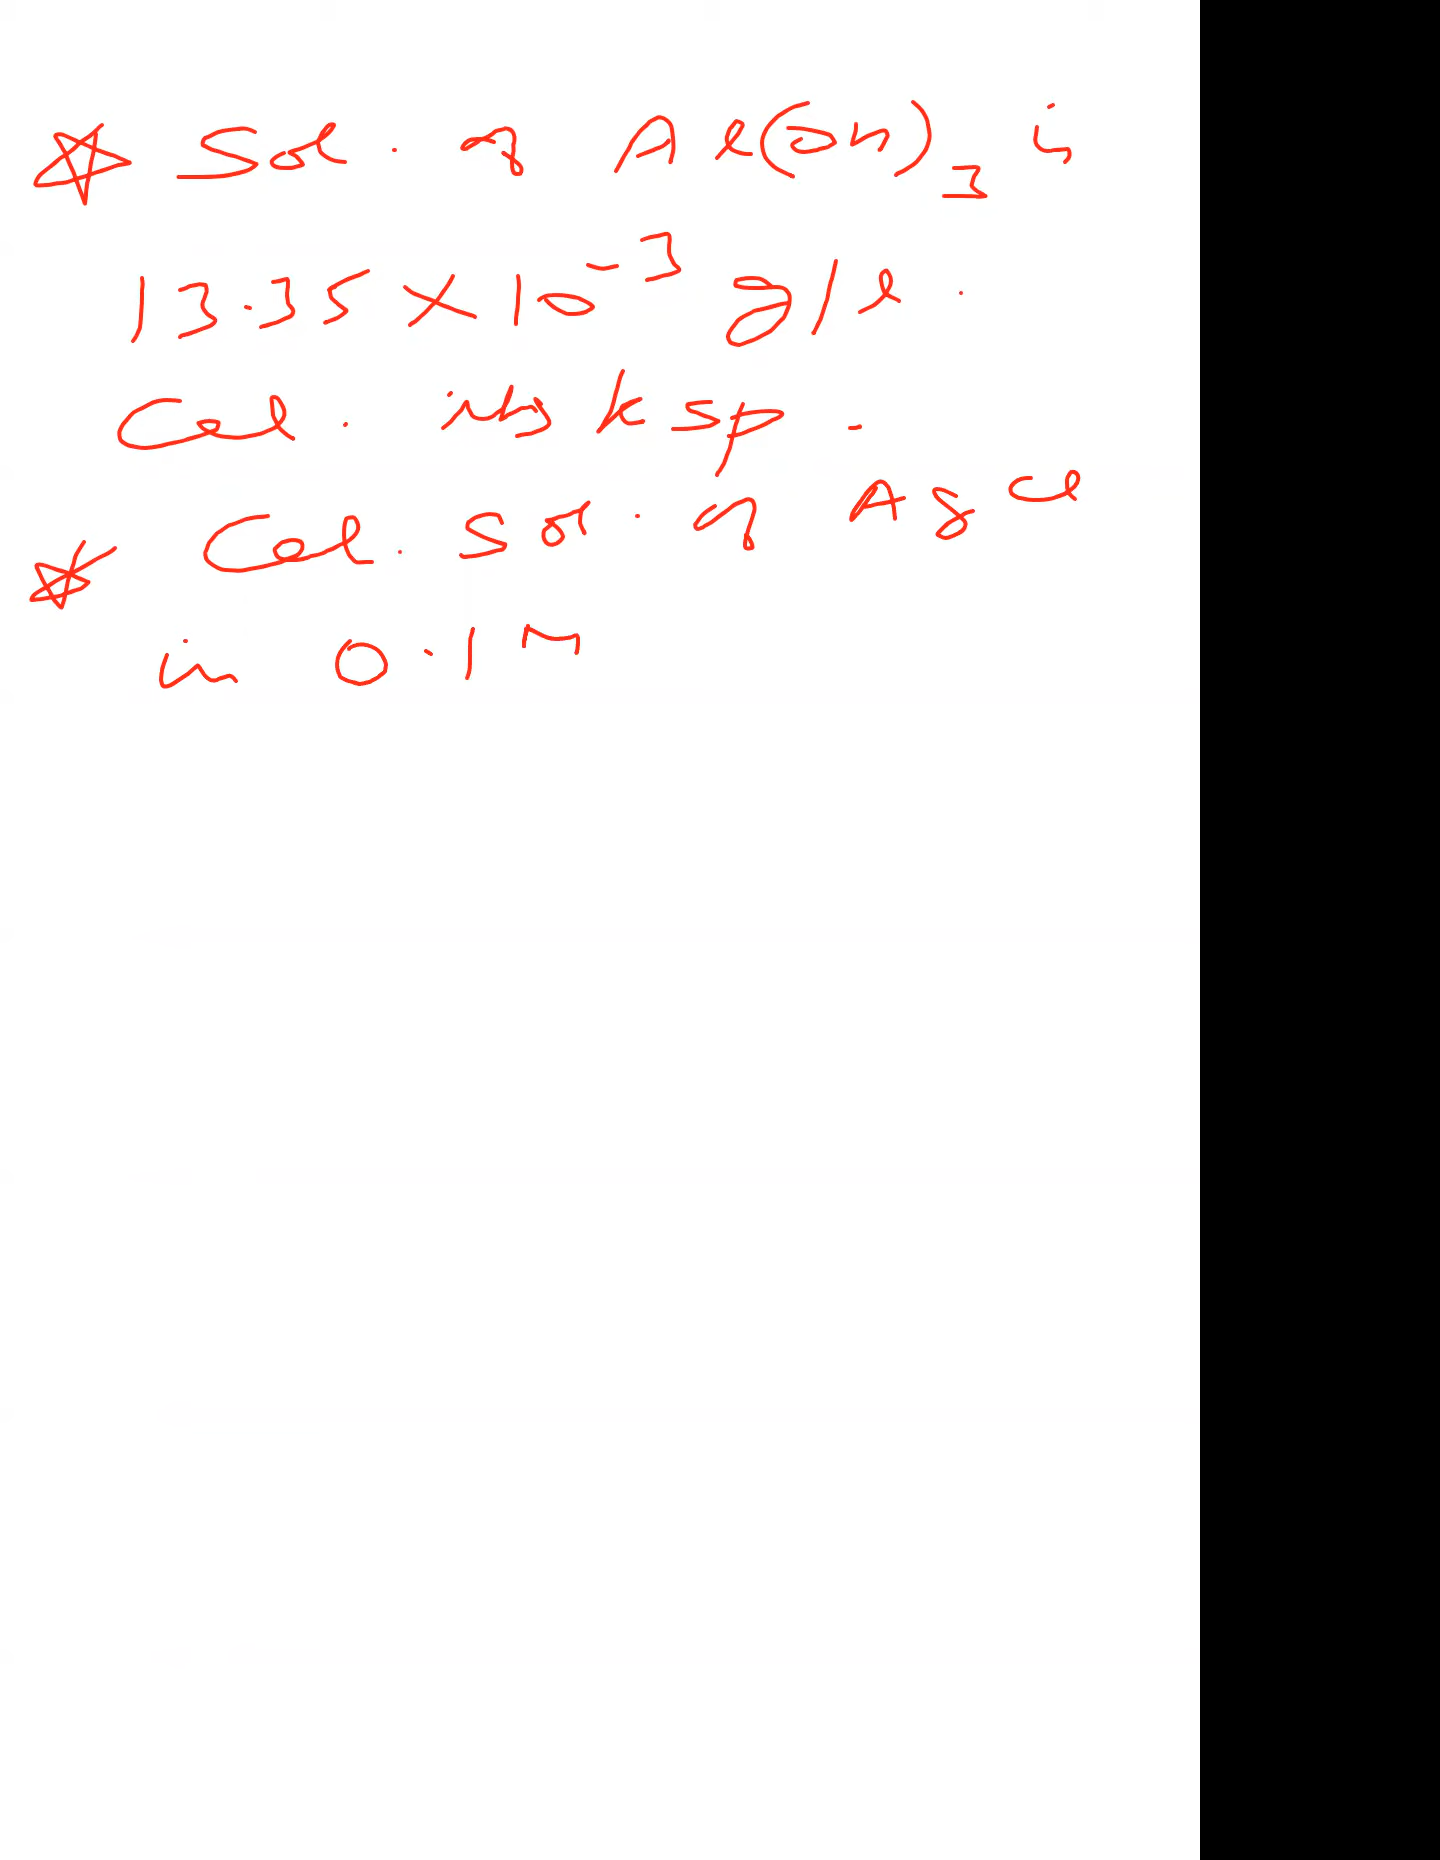 ☆ Sol. of Al(OH)₃ is
13.35 × 10⁻³ g/l.
Cal. its ksp.
☆ Cal. Sol. of AgCl
in 0.1 M